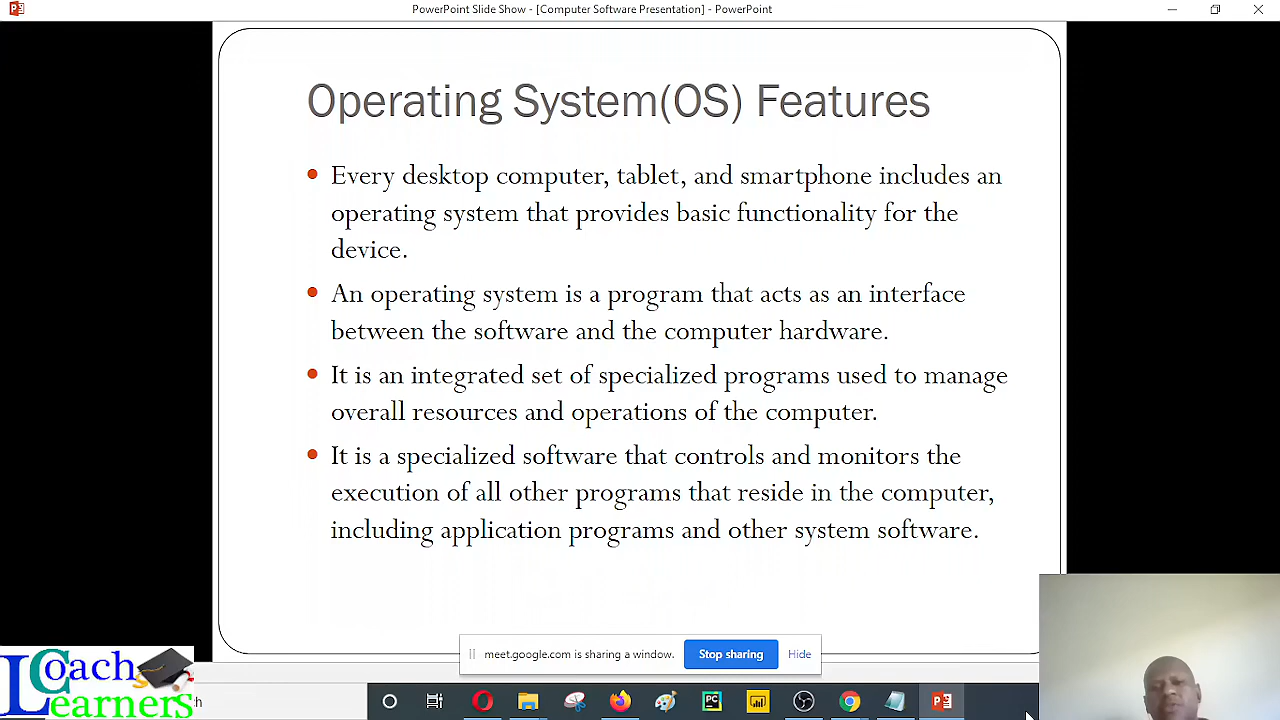 PowerPoint Slide Show - [Computer Software Presentation] - PowerPoint
Operating System(OS) Features
• Every desktop computer, tablet, and smartphone includes an
operating system that provides basic functionality for the
device.
• An operating system is a program that acts as an interface
between the software and the computer hardware.
• It is an integrated set of specialized programs used to manage
overall resources and operations of the computer.
• It is a specialized software that controls and monitors the
execution of all other programs that reside in the computer,
including application programs and other system software.
meet.google.com is sharing a window. Stop sharing Hide
Coach
Learners
ch
PC